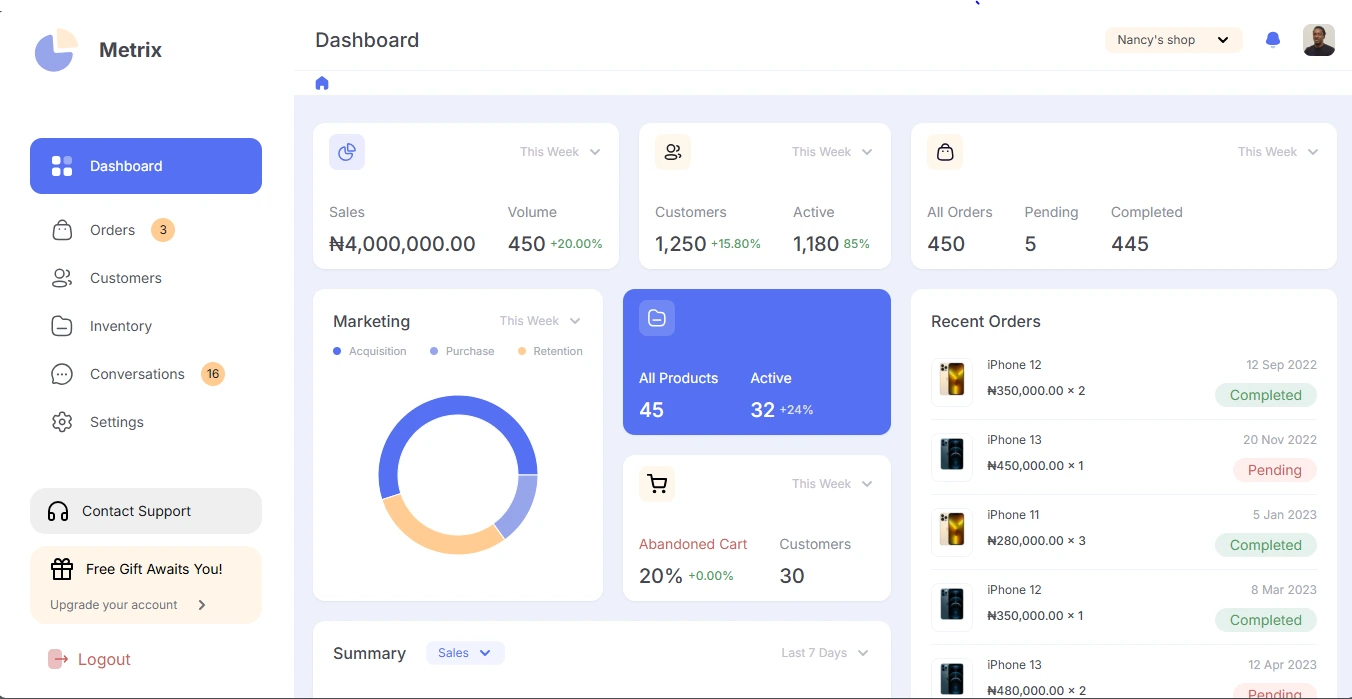 Metrix
Dashboard
Nancy's shop
Dashboard
Orders 3
Customers
Inventory
Conversations 16
Settings
Contact Support
Free Gift Awaits You!
Upgrade your account
Logout
This Week
Sales Volume
₦4,000,000.00 450 +20.00%
This Week
Customers Active
1,250 +15.80% 1,180 85%
This Week
All Orders Pending Completed
450 5 445
Marketing This Week
Acquisition Purchase Retention
All Products Active
45 32 +24%
This Week
Abandoned Cart Customers
20% +0.00% 30
Summary Sales Last 7 Days
Recent Orders
iPhone 12 12 Sep 2022
₦350,000.00 × 2 Completed
iPhone 13 20 Nov 2022
₦450,000.00 × 1 Pending
iPhone 11 5 Jan 2023
₦280,000.00 × 3 Completed
iPhone 12 8 Mar 2023
₦350,000.00 × 1 Completed
iPhone 13 12 Apr 2023
₦480,000.00 × 2 Pending